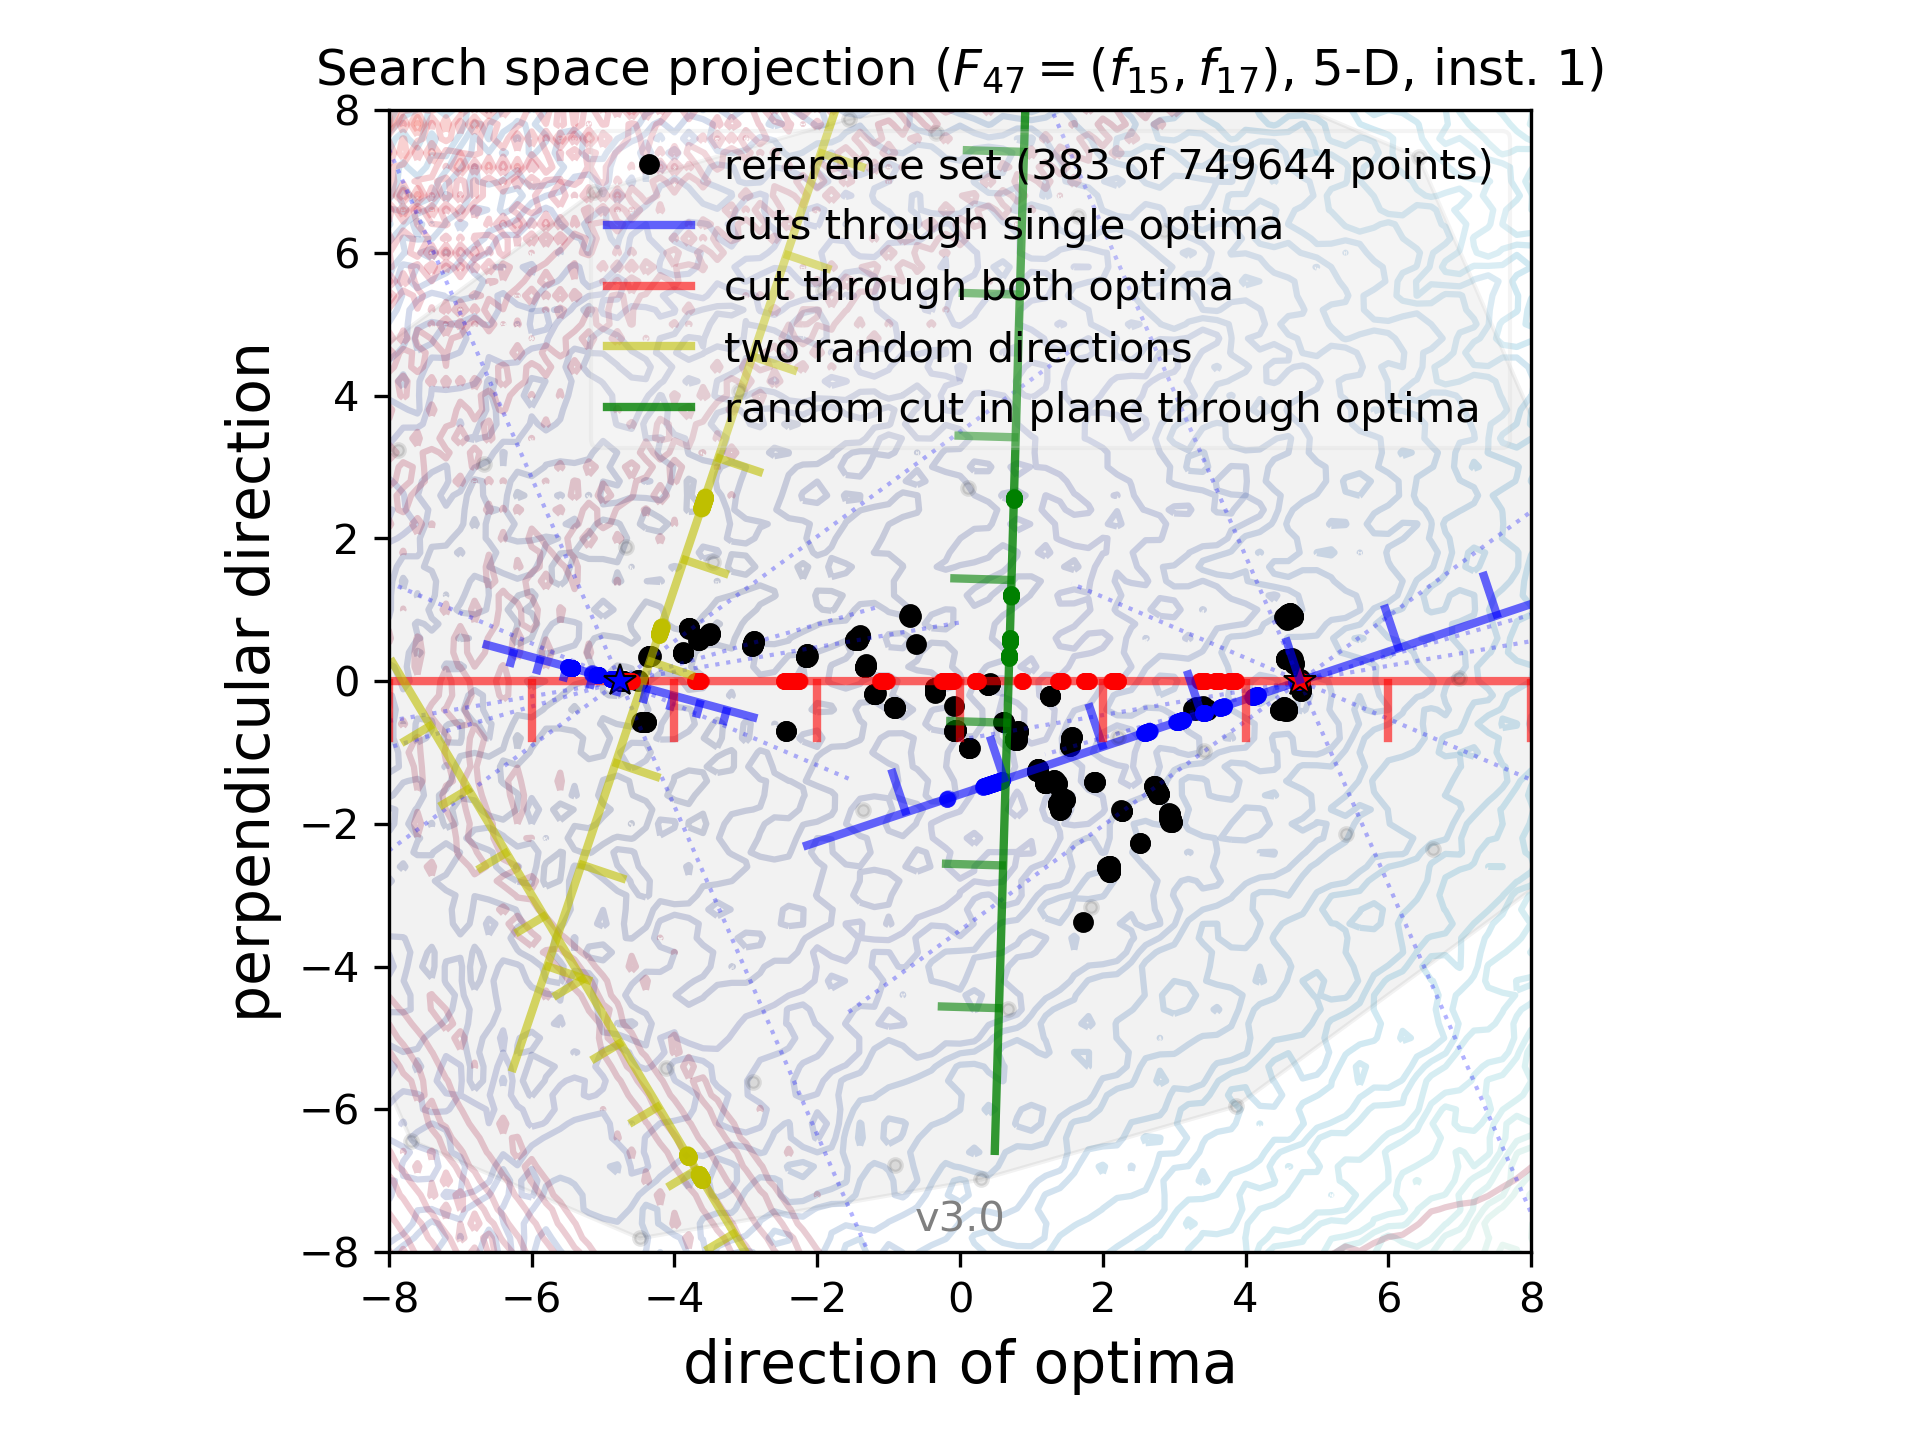 Search space projection (F₄₇ = (f₁₅, f₁₇), 5-D, inst. 1)
8
6
4
2
0
−2
−4
−6
−8
perpendicular direction
reference set (383 of 749644 points)
cuts through single optima
cut through both optima
two random directions
random cut in plane through optima
v3.0
−8 −6 −4 −2 0 2 4 6 8
direction of optima